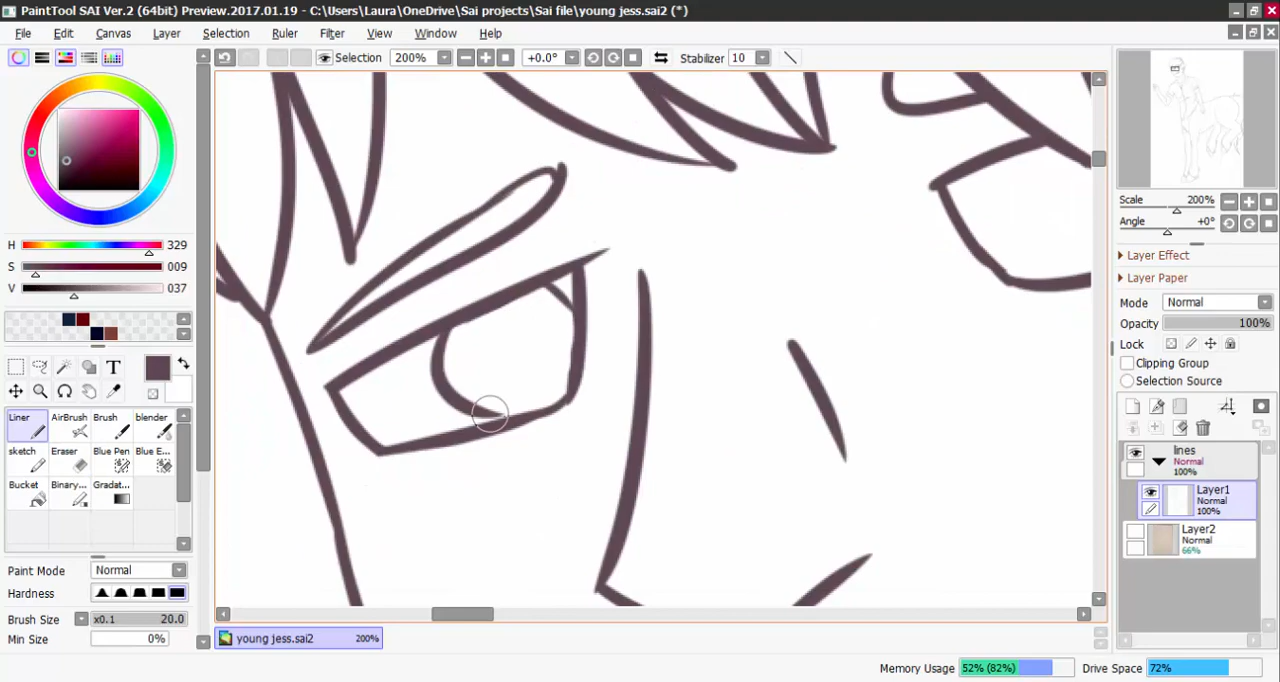 PaintTool SAI Ver.2 (64bit) Preview.2017.01.19 - C:\Users\Laura\OneDrive\Sai projects\Sai file\young jess.sai2 (*)
File Edit Canvas Layer Selection Ruler Filter View Window Help
Selection 200% +0.0° Stabilizer 10
H 329
S 009
V 037
T
Liner AirBrush Brush blender
sketch Eraser Blue Pen Blue E...
Bucket Binary... Gradat...
Paint Mode Normal
Hardness
Brush Size x0.1 20.0
Min Size 0%
young jess.sai2 200%
Scale 200%
Angle +0°
Layer Effect
Layer Paper
Mode Normal
Opacity 100%
Lock
Clipping Group
Selection Source
lines
Normal
100%
Layer1
Normal
100%
Layer2
Normal
66%
Memory Usage 52% (82%) Drive Space 72%